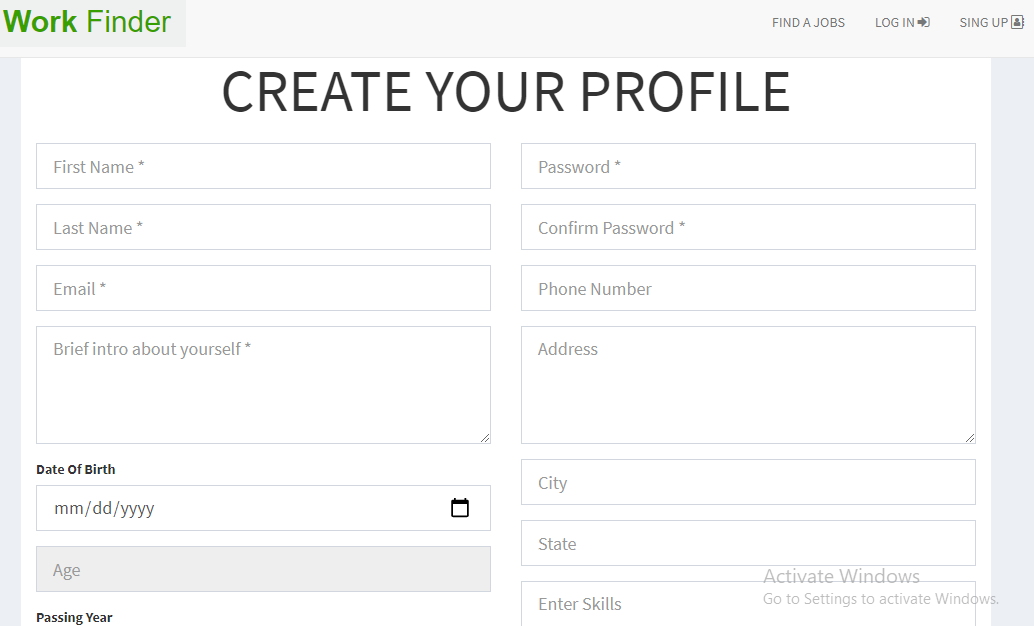 Work Finder
FIND A JOBS
LOG IN
SING UP
CREATE YOUR PROFILE
First Name *
Last Name *
Email *
Brief intro about yourself *
Date Of Birth
mm/dd/yyyy
Age
Passing Year
Password *
Confirm Password *
Phone Number
Address
City
State
Enter Skills
Activate Windows
Go to Settings to activate Windows.